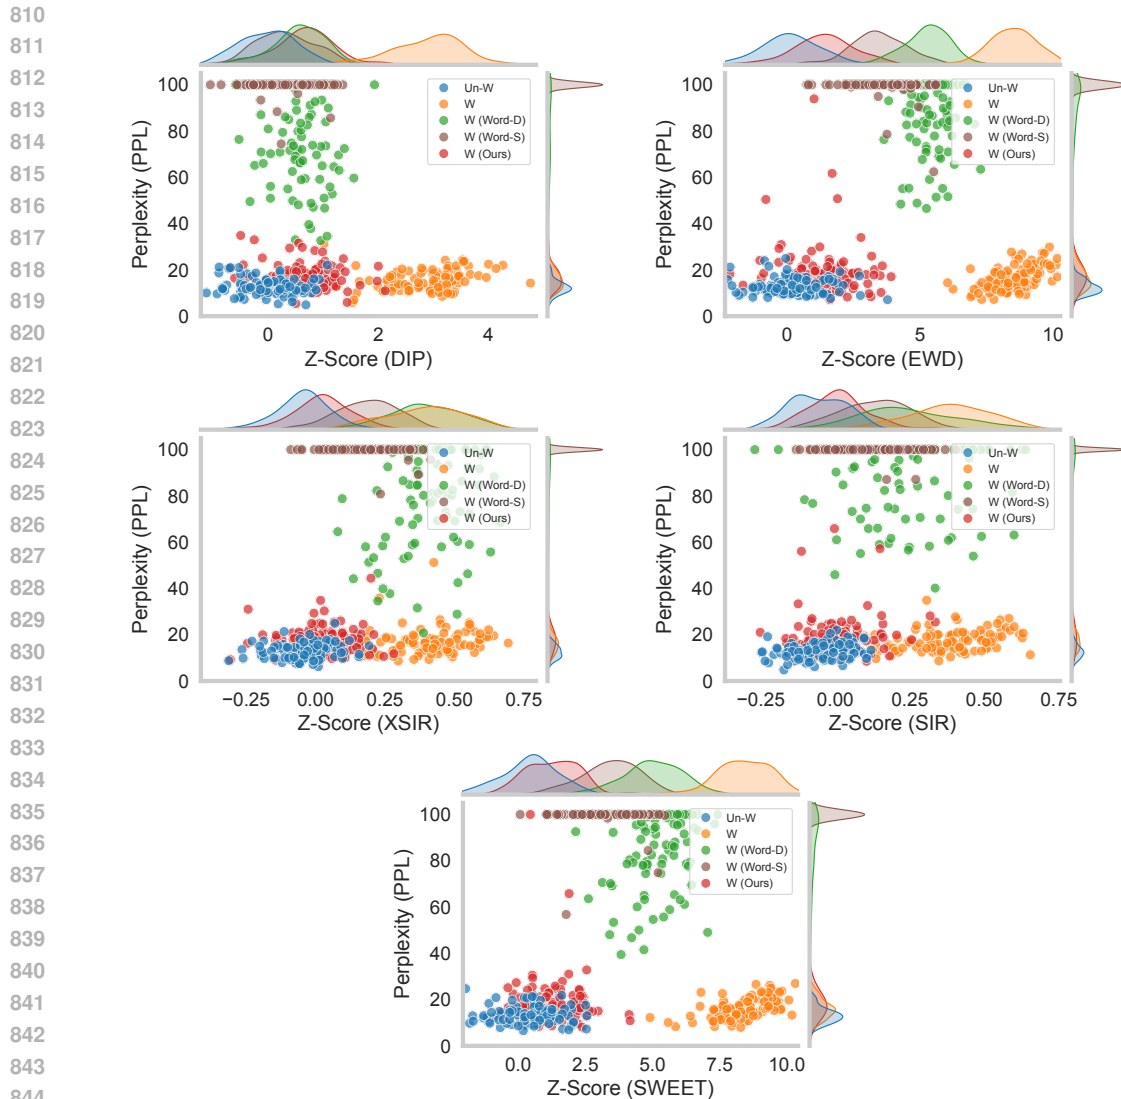 810
811
812
813
814
815
816
817
818
819
820
821
822
823
824
825
826
827
828
829
830
831
832
833
834
835
836
837
838
839
840
841
842
843
844
100
80
60
40
20
0
Perplexity (PPL)
Un-W
W
W (Word-D)
W (Word-S)
W (Ours)
0 2 4
Z-Score (DIP)
100
80
60
40
20
0
Perplexity (PPL)
Un-W
W
W (Word-D)
W (Word-S)
W (Ours)
0 5 10
Z-Score (EWD)
100
80
60
40
20
0
Perplexity (PPL)
Un-W
W
W (Word-D)
W (Word-S)
W (Ours)
−0.25 0.00 0.25 0.50 0.75
Z-Score (XSIR)
100
80
60
40
20
0
Perplexity (PPL)
Un-W
W
W (Word-D)
W (Word-S)
W (Ours)
−0.25 0.00 0.25 0.50 0.75
Z-Score (SIR)
100
80
60
40
20
0
Perplexity (PPL)
Un-W
W
W (Word-D)
W (Word-S)
W (Ours)
0.0 2.5 5.0 7.5 10.0
Z-Score (SWEET)